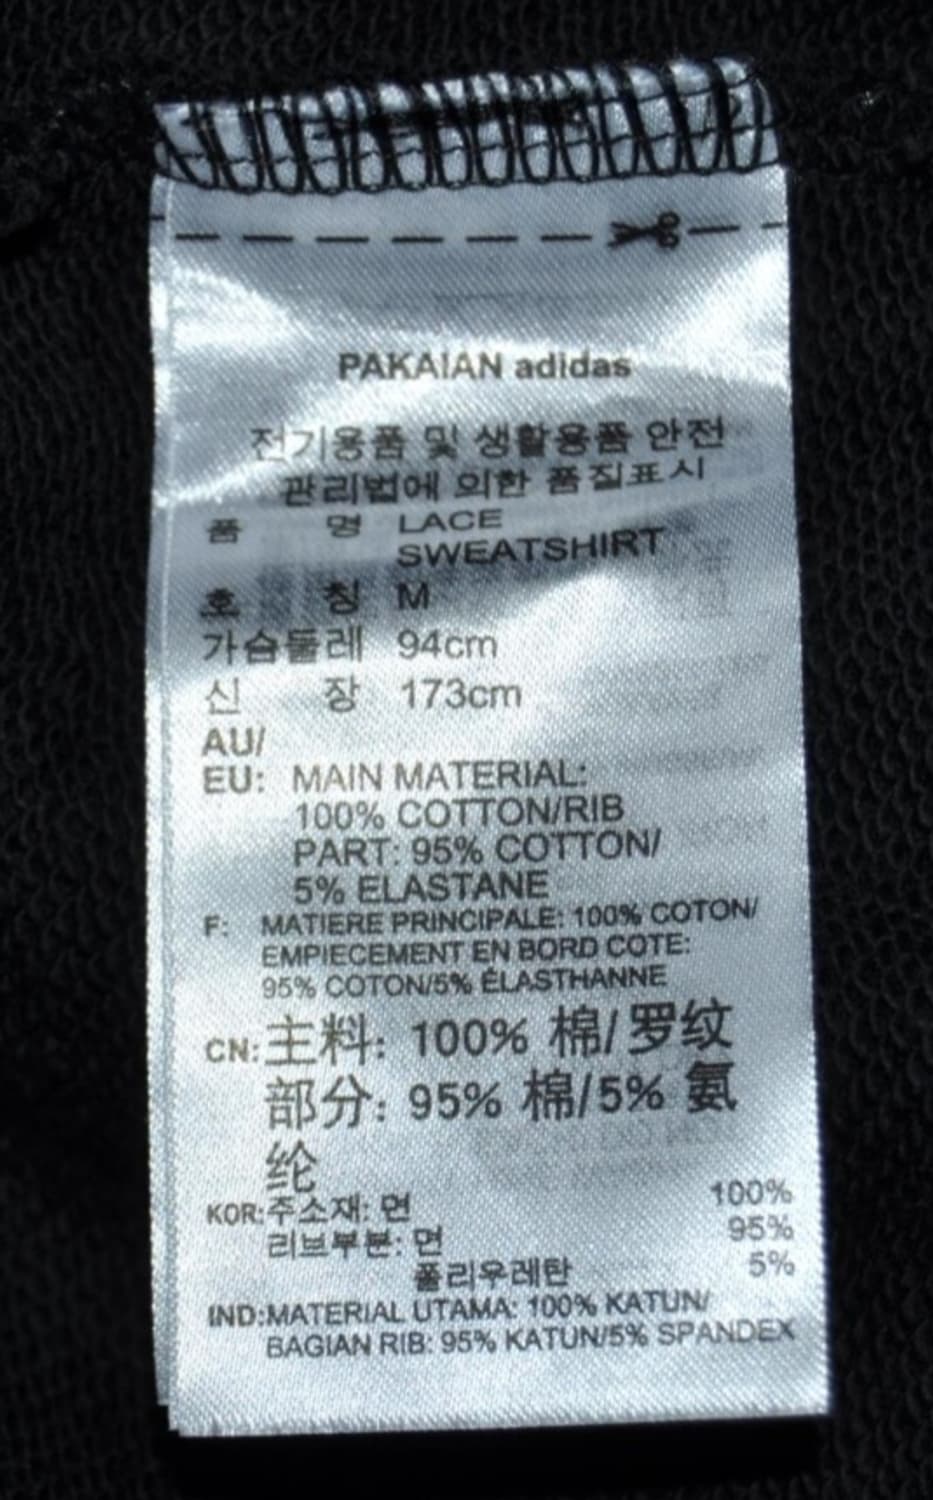 PAKAIAN adidas
전기용품 및 생활용품 안전
관리법에 의한 품질표시
품 명 LACE
SWEATSHIRT
호 칭 M
가슴둘레 94cm
신 장 173cm
AU/
EU: MAIN MATERIAL:
100% COTTON/RIB
PART: 95% COTTON/
5% ELASTANE
F: MATIERE PRINCIPALE: 100% COTON/
EMPIECEMENT EN BORD COTE:
95% COTON/5% ÉLASTHANNE
CN: 主料: 100% 棉/罗纹
部分: 95% 棉/5% 氨
纶
KOR: 주소재: 면 100%
리브부분: 면 95%
폴리우레탄 5%
IND: MATERIAL UTAMA: 100% KATUN/
BAGIAN RIB: 95% KATUN/5% SPANDEX